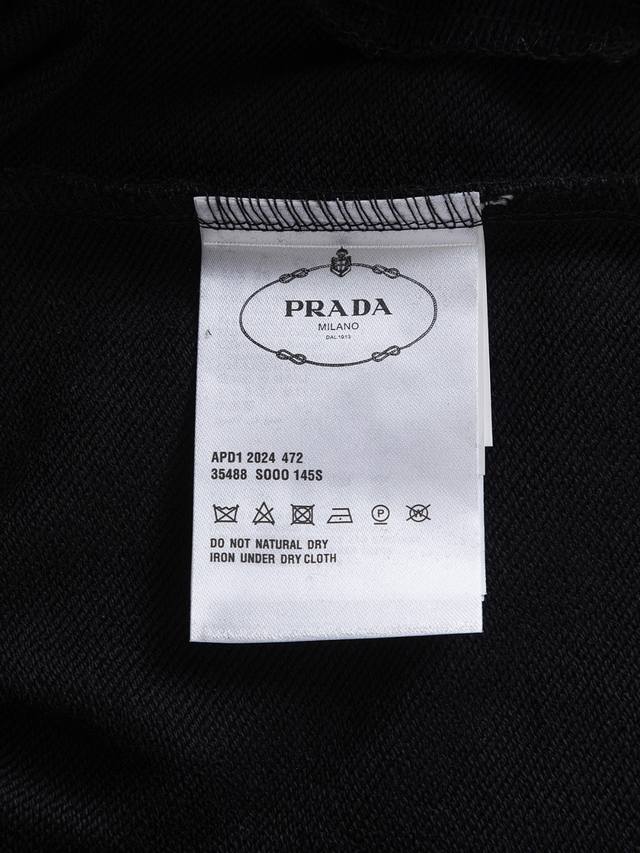 PRADA
MILANO
DAL 1913
APD1 2024 472
35488 S000 145S
P
W
DO NOT NATURAL DRY
IRON UNDER DRY CLOTH